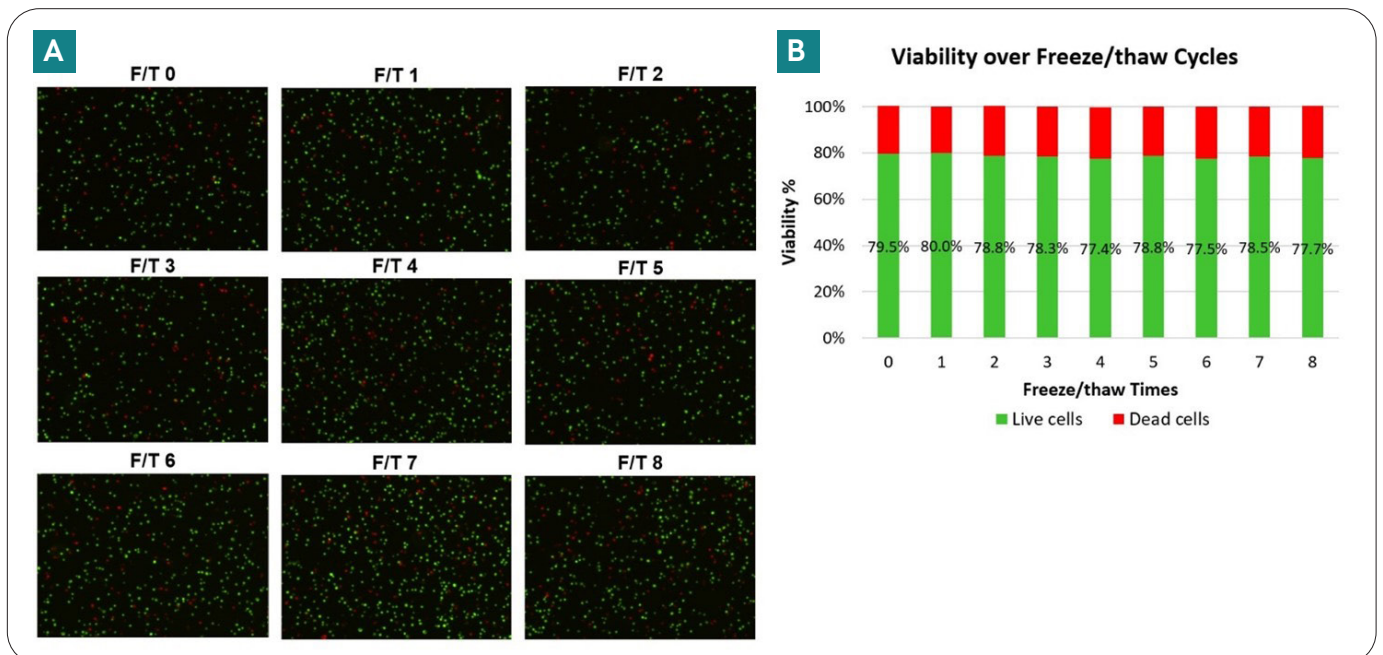 A
F/T 0
F/T 1
F/T 2
F/T 3
F/T 4
F/T 5
F/T 6
F/T 7
F/T 8
B
Viability over Freeze/thaw Cycles
Viability %
100%
80%
60%
40%
20%
0%
79.5% 80.0% 78.8% 78.3% 77.4% 78.8% 77.5% 78.5% 77.7%
0 1 2 3 4 5 6 7 8
Freeze/thaw Times
Live cells Dead cells